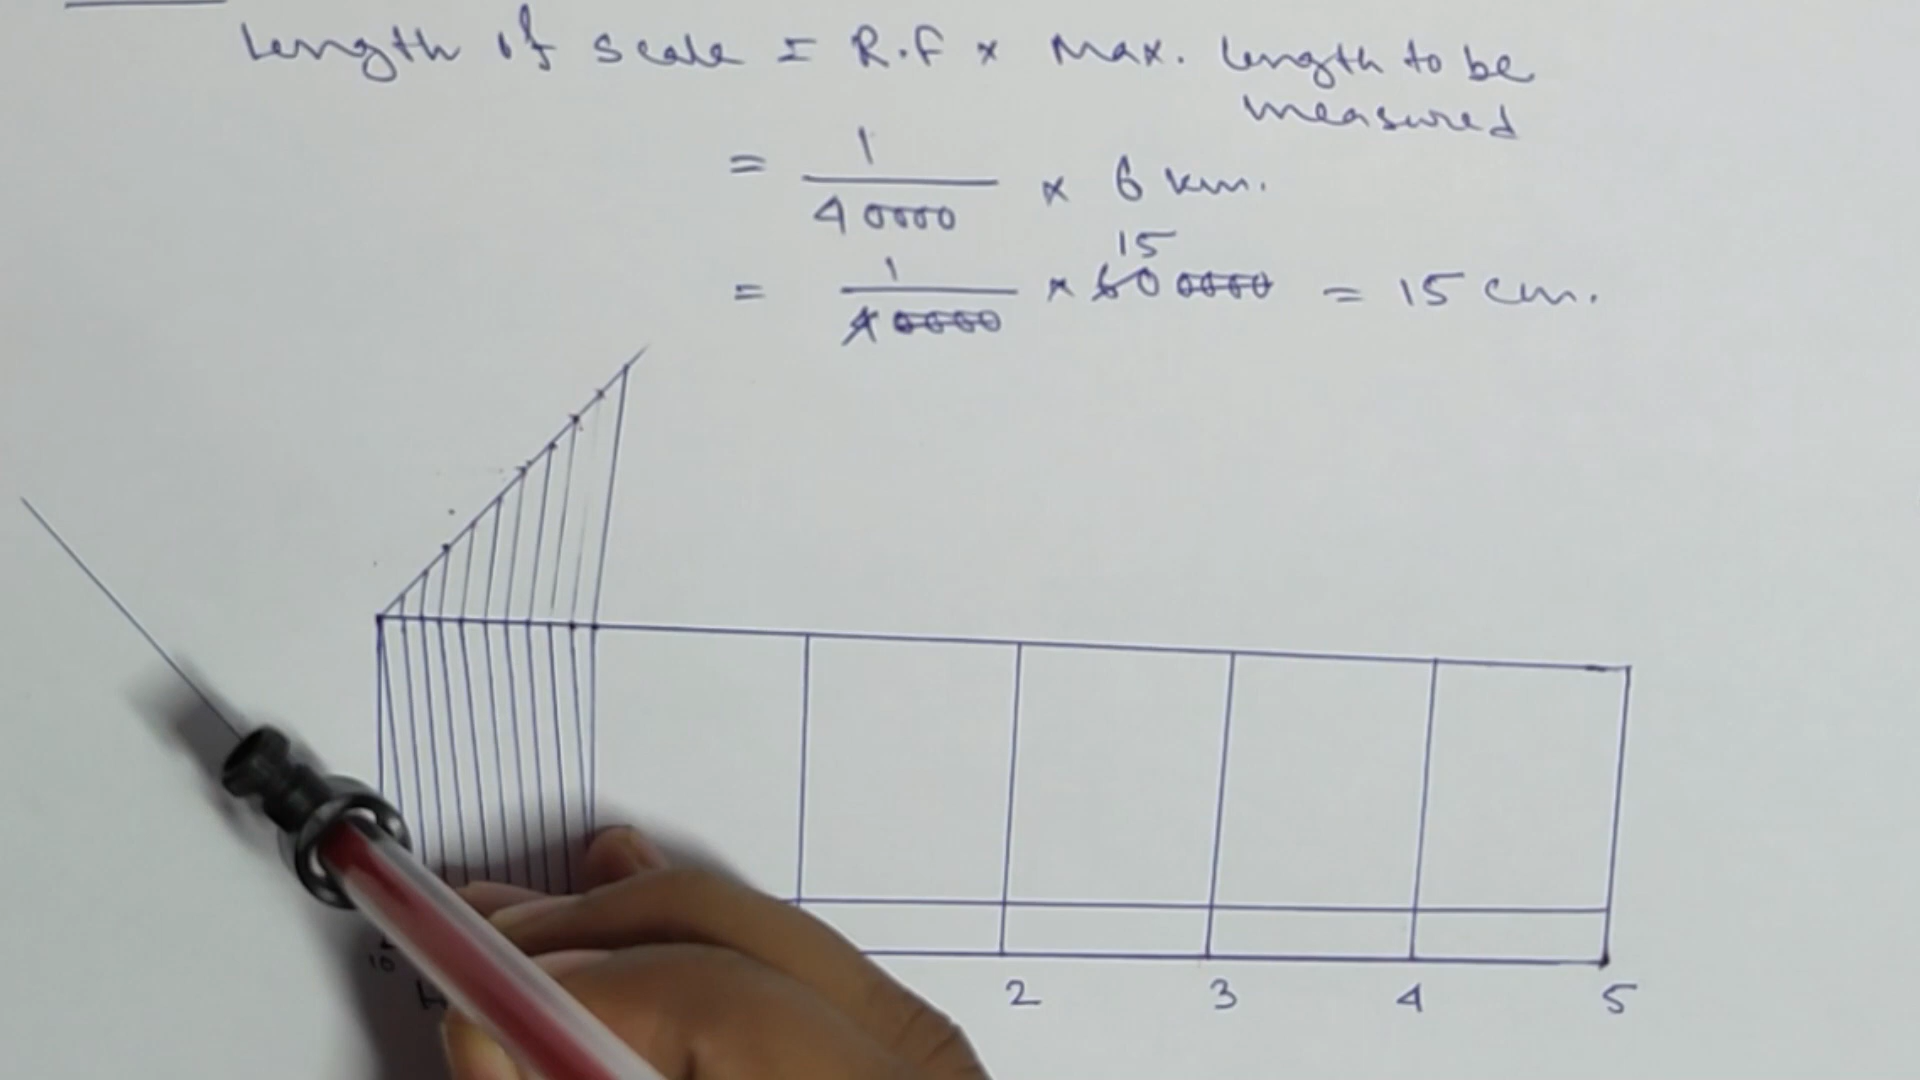 Length of scale = R.F × Max. length to be
measured
= 1/40000 × 6 km.
15
= 1/40000 × 600000 = 15 cm.
10
2 3 4 5